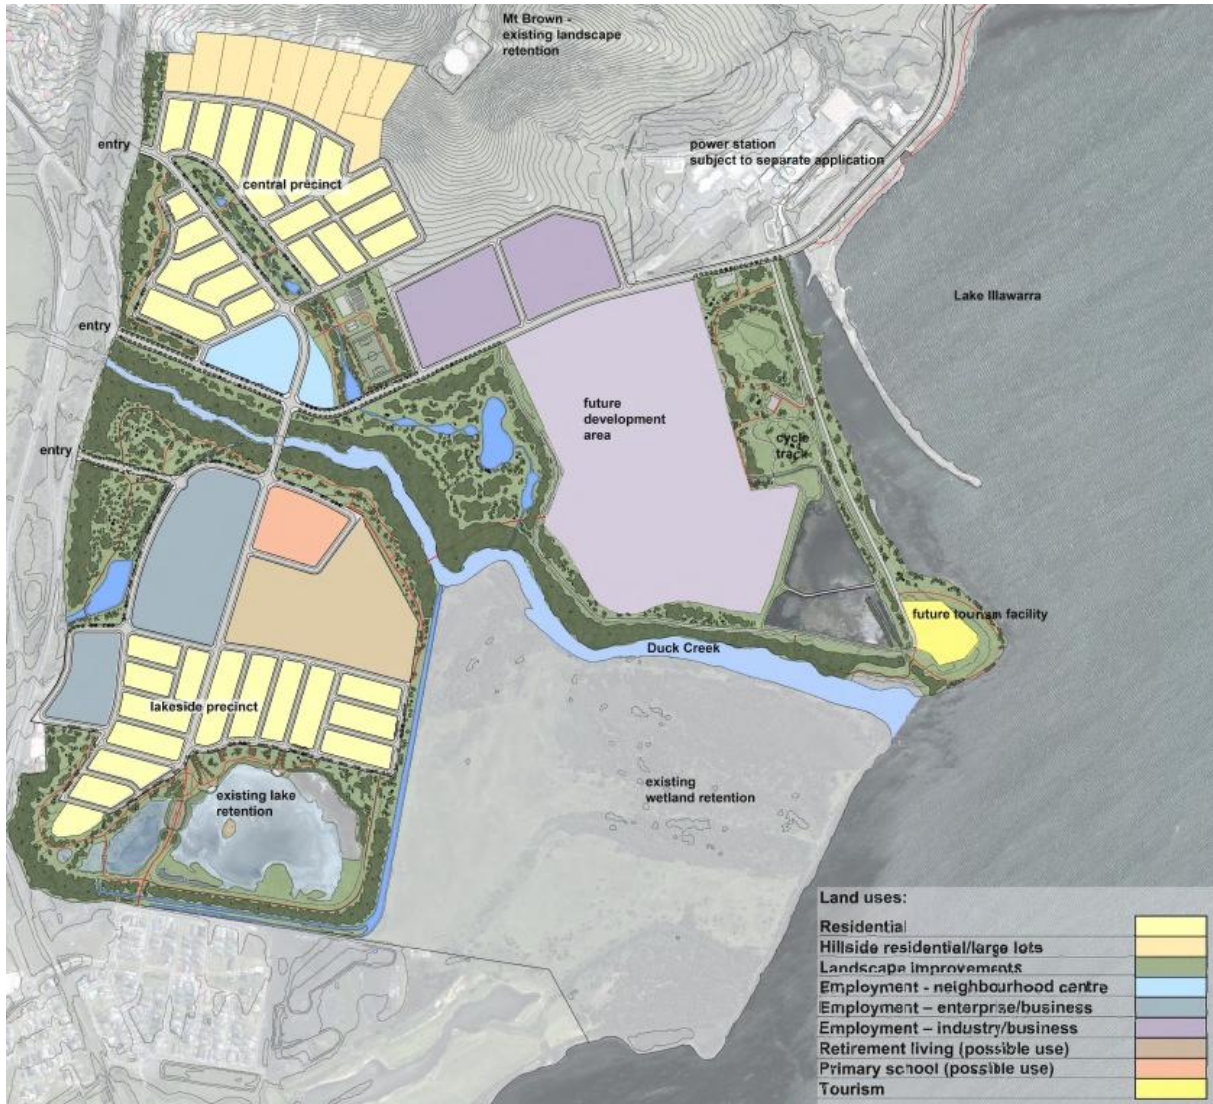 Mt Brown -
existing landscape
retention
entry
power station
subject to separate application
central precinct
Lake Illawarra
entry
future
development
area
cycle
track
entry
future tourism facility
Duck Creek
lakeside precinct
existing
wetland retention
existing lake
retention
Land uses:
Residential
Hillside residential/large lots
Landscape improvements
Employment - neighbourhood centre
Employment – enterprise/business
Employment – industry/business
Retirement living (possible use)
Primary school (possible use)
Tourism